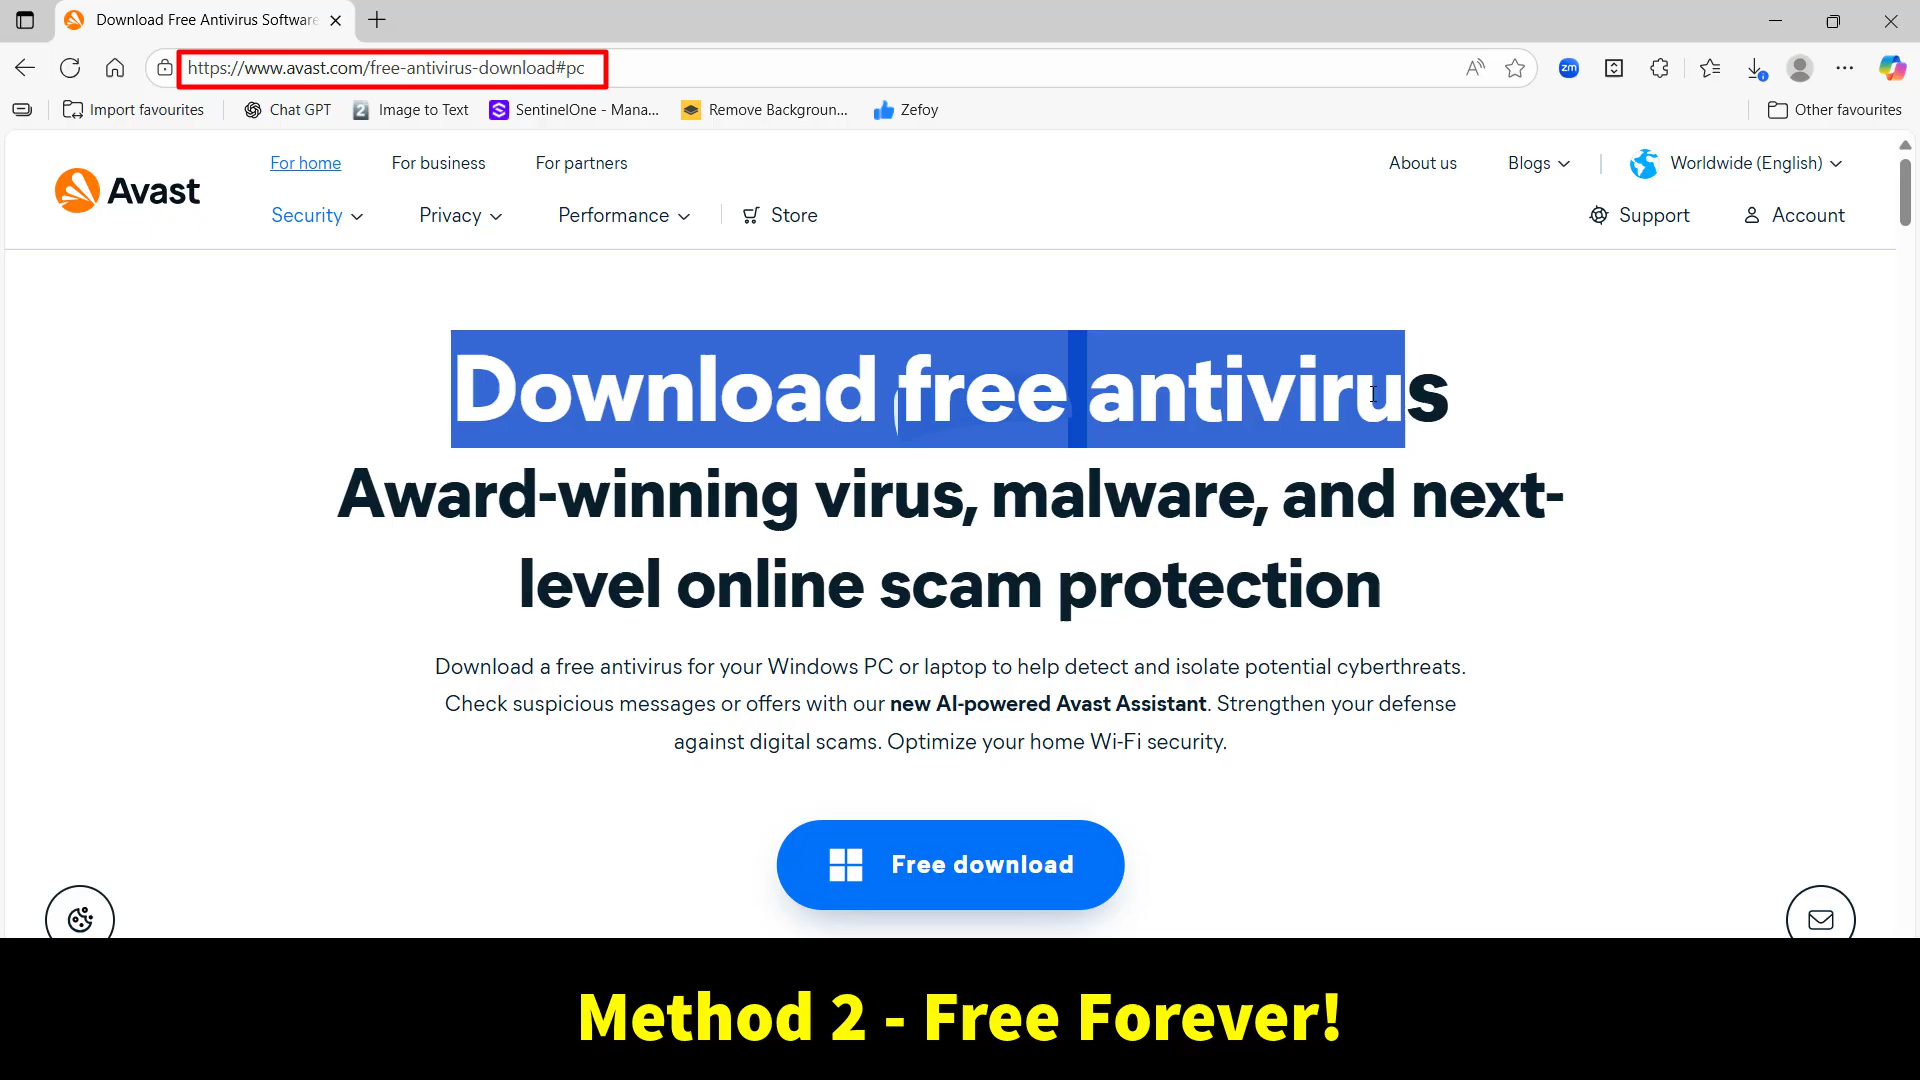 Download Free Antivirus Software
https://www.avast.com/free-antivirus-download#pc
zm
Import favourites
Chat GPT
2 Image to Text
S SentinelOne - Mana...
Remove Backgroun...
Zefoy
Other favourites
For home
For business
For partners
About us
Blogs
Worldwide (English)
Avast
Security
Privacy
Performance
Store
Support
Account
Download free antivirus
Award-winning virus, malware, and next-
level online scam protection
Download a free antivirus for your Windows PC or laptop to help detect and isolate potential cyberthreats.
Check suspicious messages or offers with our new AI-powered Avast Assistant. Strengthen your defense
against digital scams. Optimize your home Wi-Fi security.
Free download
Method 2 - Free Forever!